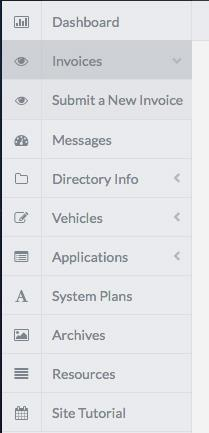 Dashboard
Invoices
Submit a New Invoice
Messages
Directory Info
Vehicles
Applications
System Plans
Archives
Resources
Site Tutorial